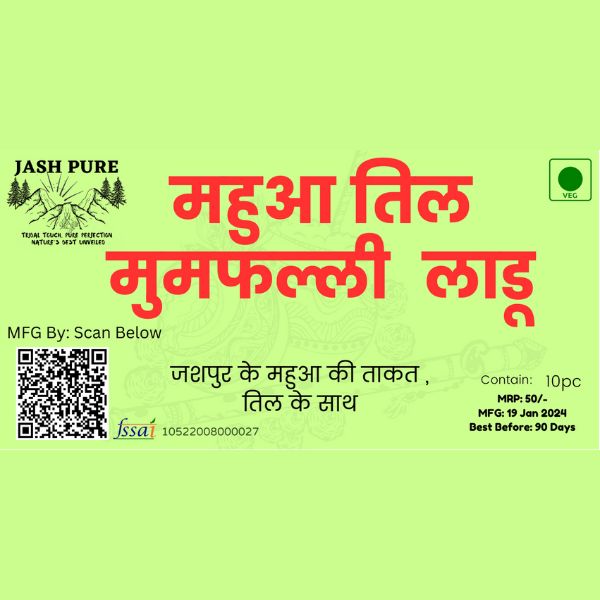 JASH PURE
TRIBAL TOUCH, PURE PERFECTION
NATURE'S BEST UNVEILED
VEG
महुआ तिल
मुमफल्ली लाडू
MFG By: Scan Below
जशपुर के महुआ की ताकत ,
तिल के साथ
fssai 10522008000027
Contain: 10pc
MRP: 50/-
MFG: 19 Jan 2024
Best Before: 90 Days